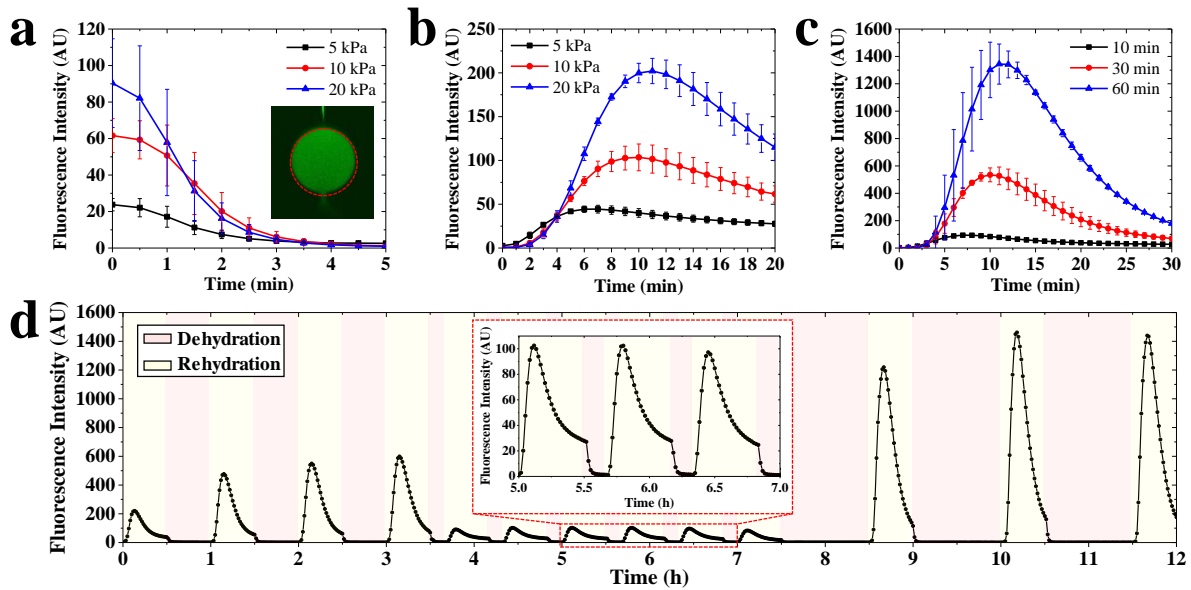 a
Fluorescence Intensity (AU)
120
100
80
60
40
20
0
5 kPa
10 kPa
20 kPa
0 1 2 3 4 5
Time (min)
b
Fluorescence Intensity (AU)
250
200
150
100
50
0
5 kPa
10 kPa
20 kPa
0 2 4 6 8 10 12 14 16 18 20
Time (min)
c
Fluorescence Intensity (AU)
1600
1400
1200
1000
800
600
400
200
0
10 min
30 min
60 min
0 5 10 15 20 25 30
Time (min)
d
Fluorescence Intensity (AU)
1600
1400
1200
1000
800
600
400
200
0
Dehydration
Rehydration
Fluorescence Intensity (AU)
100
80
60
40
20
0
5.0 5.5 6.0 6.5 7.0
Time (h)
0 1 2 3 4 5 6 7 8 9 10 11 12
Time (h)